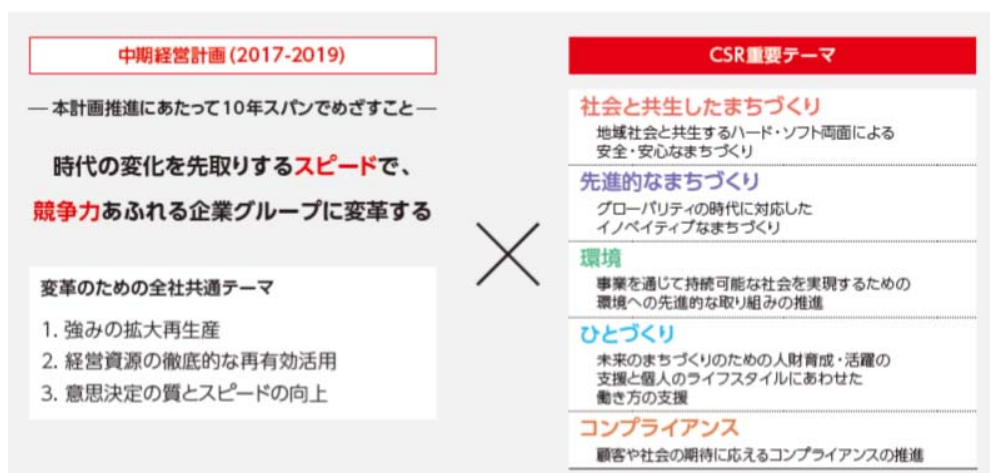 中期経営計画(2017-2019)
― 本計画推進にあたって10年スパンでめざすこと ―
時代の変化を先取りするスピードで、
競争力あふれる企業グループに変革する
変革のための全社共通テーマ
1. 強みの拡大再生産
2. 経営資源の徹底的な再有効活用
3. 意思決定の質とスピードの向上
×
CSR重要テーマ
社会と共生したまちづくり
地域社会と共生するハード・ソフト両面による
安全・安心なまちづくり
先進的なまちづくり
グローバリティの時代に対応した
イノベイティブなまちづくり
環境
事業を通じて持続可能な社会を実現するための
環境への先進的な取り組みの推進
ひとづくり
未来のまちづくりのための人財育成・活躍の
支援と個人のライフスタイルにあわせた
働き方の支援
コンプライアンス
顧客や社会の期待に応えるコンプライアンスの推進